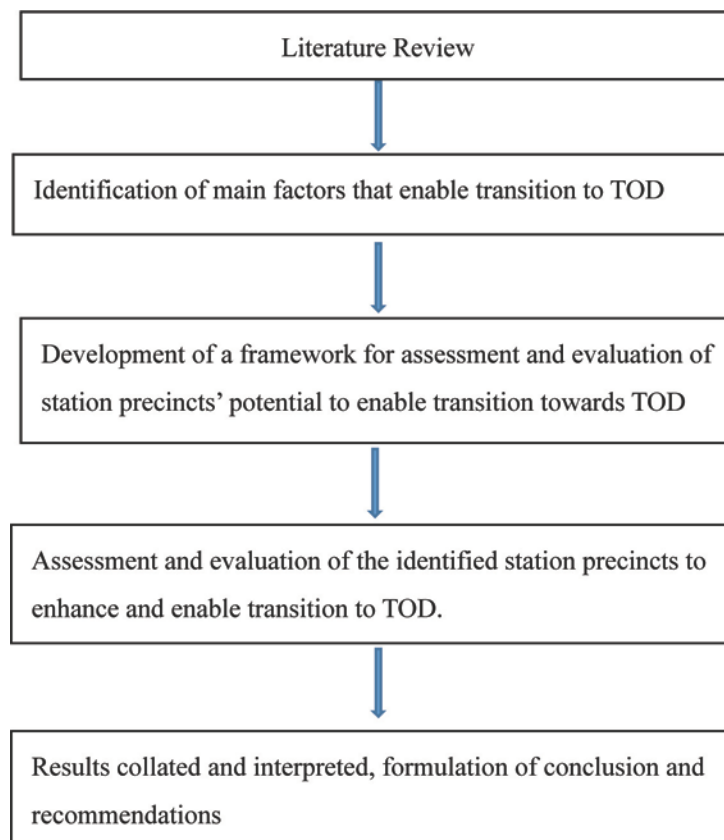 Literature Review
Identification of main factors that enable transition to TOD
Development of a framework for assessment and evaluation of
station precincts’ potential to enable transition towards TOD
Assessment and evaluation of the identified station precincts to
enhance and enable transition to TOD.
Results collated and interpreted, formulation of conclusion and
recommendations